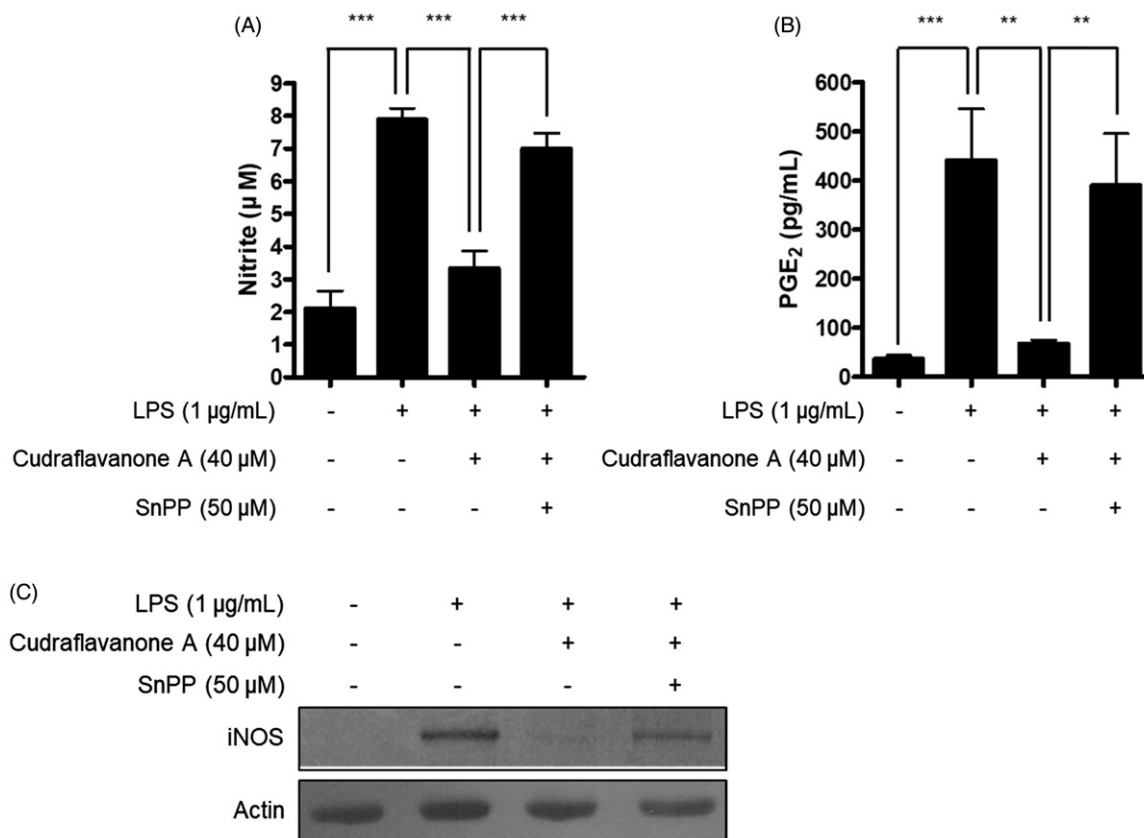 (A)
*** *** ***
Nitrite (µ M)
9
8
7
6
5
4
3
2
1
0
LPS (1 µg/mL) - + + +
Cudraflavanone A (40 µM) - - + +
SnPP (50 µM) - - - +
(B)
*** ** **
PGE2 (pg/mL)
600
500
400
300
200
100
0
LPS (1 µg/mL) - + + +
Cudraflavanone A (40 µM) - - + +
SnPP (50 µM) - - - +
(C)
LPS (1 µg/mL) - + + +
Cudraflavanone A (40 µM) - - + +
SnPP (50 µM) - - - +
iNOS
Actin